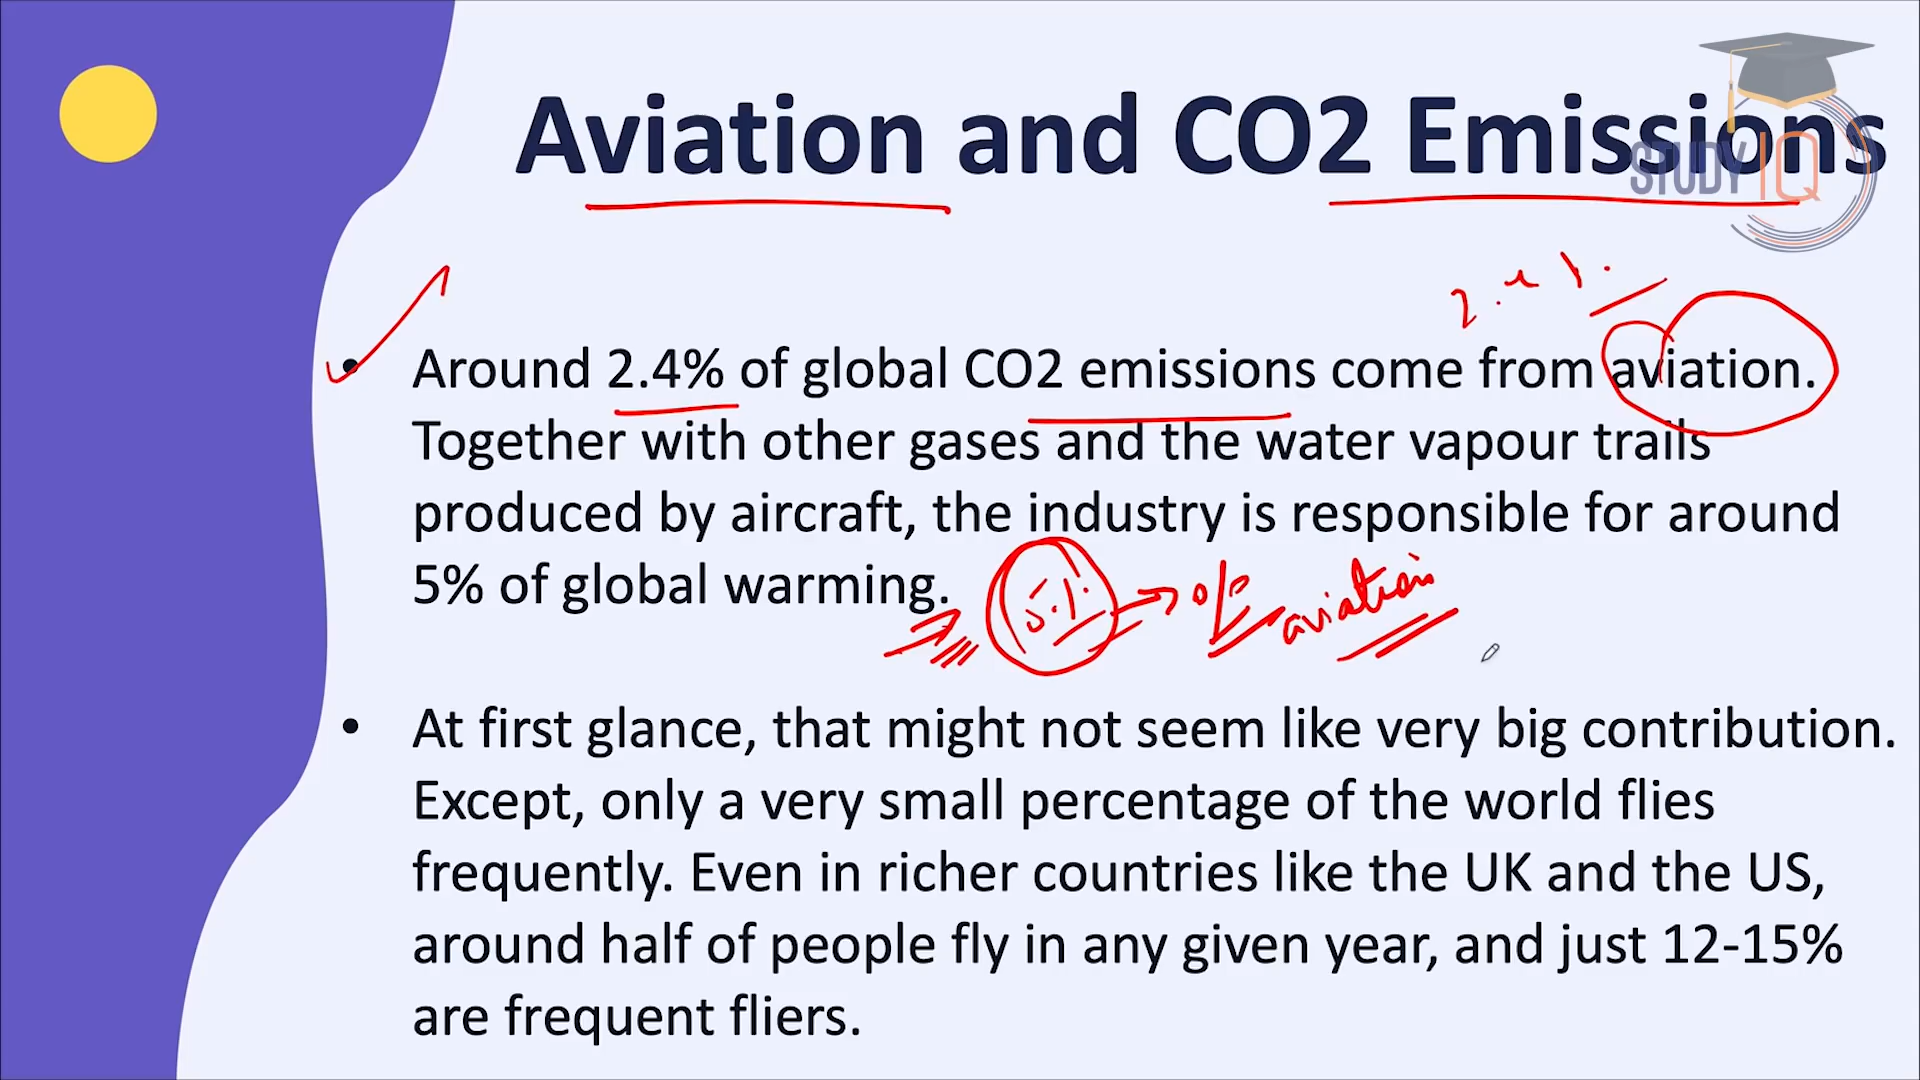 Aviation and CO2 Emissions
STUDY IQ
2.4%
• Around 2.4% of global CO2 emissions come from aviation.
Together with other gases and the water vapour trails
produced by aircraft, the industry is responsible for around
5% of global warming.
5% → aviation
• At first glance, that might not seem like very big contribution.
Except, only a very small percentage of the world flies
frequently. Even in richer countries like the UK and the US,
around half of people fly in any given year, and just 12-15%
are frequent fliers.